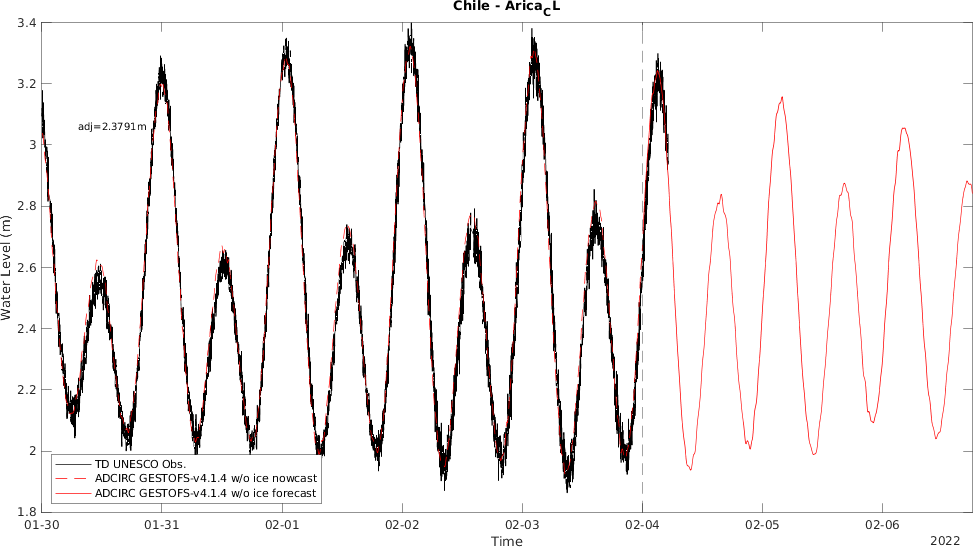 Chile - Arica_CL
3.4
3.2
adj=2.3791m
3
2.8
2.6
2.4
2.2
2
1.8
Water Level (m)
TD UNESCO Obs.
ADCIRC GESTOFS-v4.1.4 w/o ice nowcast
ADCIRC GESTOFS-v4.1.4 w/o ice forecast
01-30 01-31 02-01 02-02 02-03 02-04 02-05 02-06
Time
2022